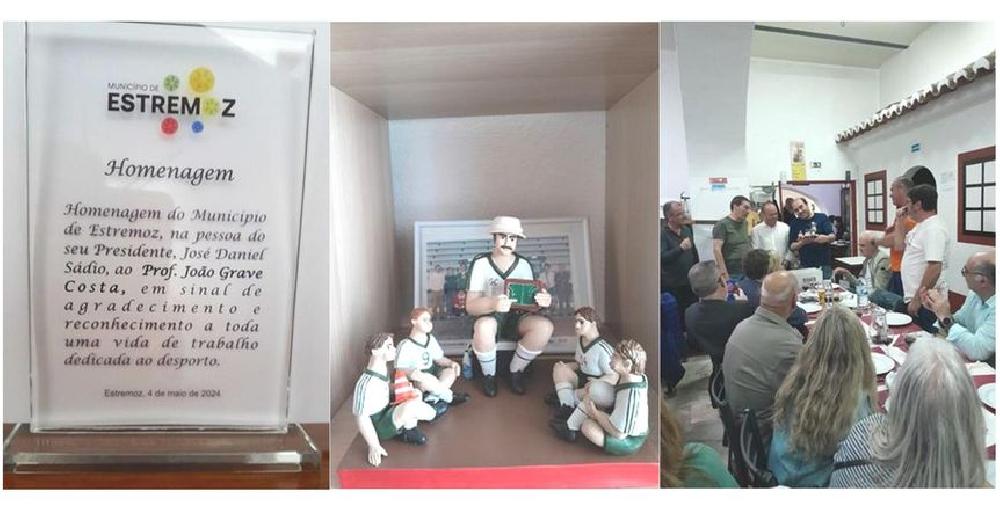 MUNICÍPIO DE
ESTREMOZ
Homenagem
Homenagem do Município
de Estremoz, na pessoa do
seu Presidente, José Daniel
Sádio, ao Prof. João Grave
Costa, em sinal de
agradecimento e
reconhecimento a toda
uma vida de trabalho
dedicada ao desporto.
Estremoz, 4 de maio de 2024
9